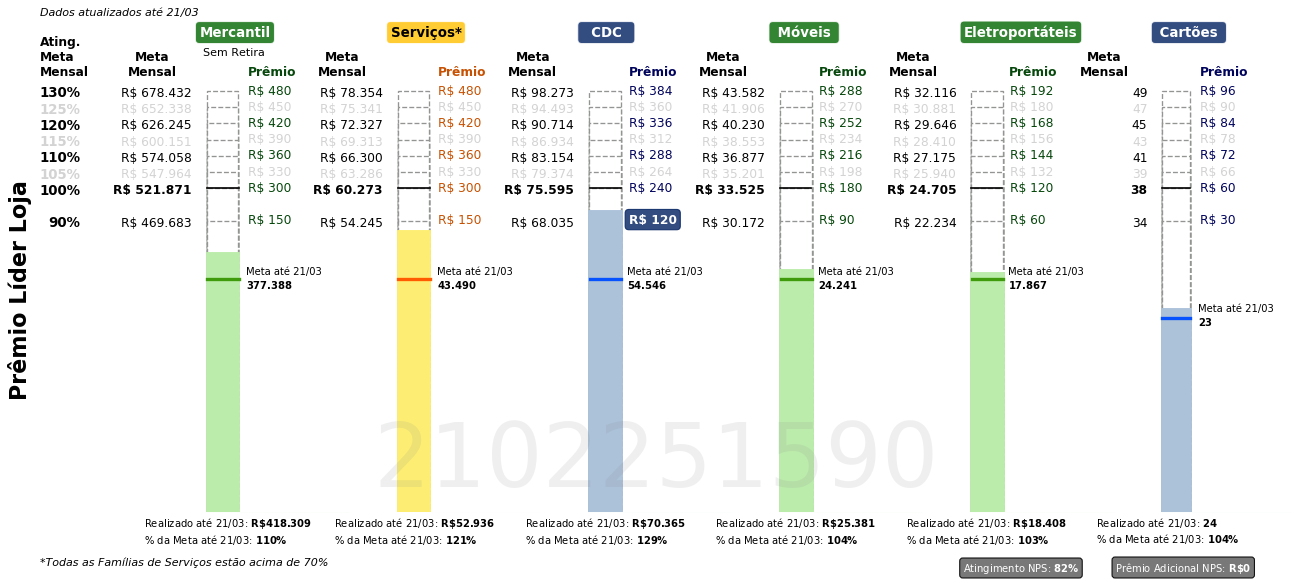 Dados atualizados até 21/03
Mercantil Serviços* CDC Móveis Eletroportáteis Cartões
Sem Retira
Ating. Meta Mensal Meta Mensal Prêmio Meta Mensal Prêmio Meta Mensal Prêmio Meta Mensal Prêmio Meta Mensal Prêmio Meta Mensal Prêmio
130% R$ 678.432 R$ 480 R$ 78.354 R$ 480 R$ 98.273 R$ 384 R$ 43.582 R$ 288 R$ 32.116 R$ 192 49 R$ 96
125% R$ 652.338 R$ 450 R$ 75.341 R$ 450 R$ 94.493 R$ 360 R$ 41.906 R$ 270 R$ 30.881 R$ 180 47 R$ 90
120% R$ 626.245 R$ 420 R$ 72.327 R$ 420 R$ 90.714 R$ 336 R$ 40.230 R$ 252 R$ 29.646 R$ 168 45 R$ 84
115% R$ 600.151 R$ 390 R$ 69.313 R$ 390 R$ 86.934 R$ 312 R$ 38.553 R$ 234 R$ 28.410 R$ 156 43 R$ 78
110% R$ 574.058 R$ 360 R$ 66.300 R$ 360 R$ 83.154 R$ 288 R$ 36.877 R$ 216 R$ 27.175 R$ 144 41 R$ 72
105% R$ 547.964 R$ 330 R$ 63.286 R$ 330 R$ 79.374 R$ 264 R$ 35.201 R$ 198 R$ 25.940 R$ 132 39 R$ 66
100% R$ 521.871 R$ 300 R$ 60.273 R$ 300 R$ 75.595 R$ 240 R$ 33.525 R$ 180 R$ 24.705 R$ 120 38 R$ 60
90% R$ 469.683 R$ 150 R$ 54.245 R$ 150 R$ 68.035 R$ 120 R$ 30.172 R$ 90 R$ 22.234 R$ 60 34 R$ 30
Prêmio Líder Loja
Meta até 21/03 Meta até 21/03 Meta até 21/03 Meta até 21/03 Meta até 21/03
377.388 43.490 54.546 24.241 17.867
Meta até 21/03
23
2102251590
Realizado até 21/03: R$418.309 Realizado até 21/03: R$52.936 Realizado até 21/03: R$70.365 Realizado até 21/03: R$25.381 Realizado até 21/03: R$18.408 Realizado até 21/03: 24
% da Meta até 21/03: 110% % da Meta até 21/03: 121% % da Meta até 21/03: 129% % da Meta até 21/03: 104% % da Meta até 21/03: 103% % da Meta até 21/03: 104%
*Todas as Famílias de Serviços estão acima de 70%
Atingimento NPS: 82% Prêmio Adicional NPS: R$0